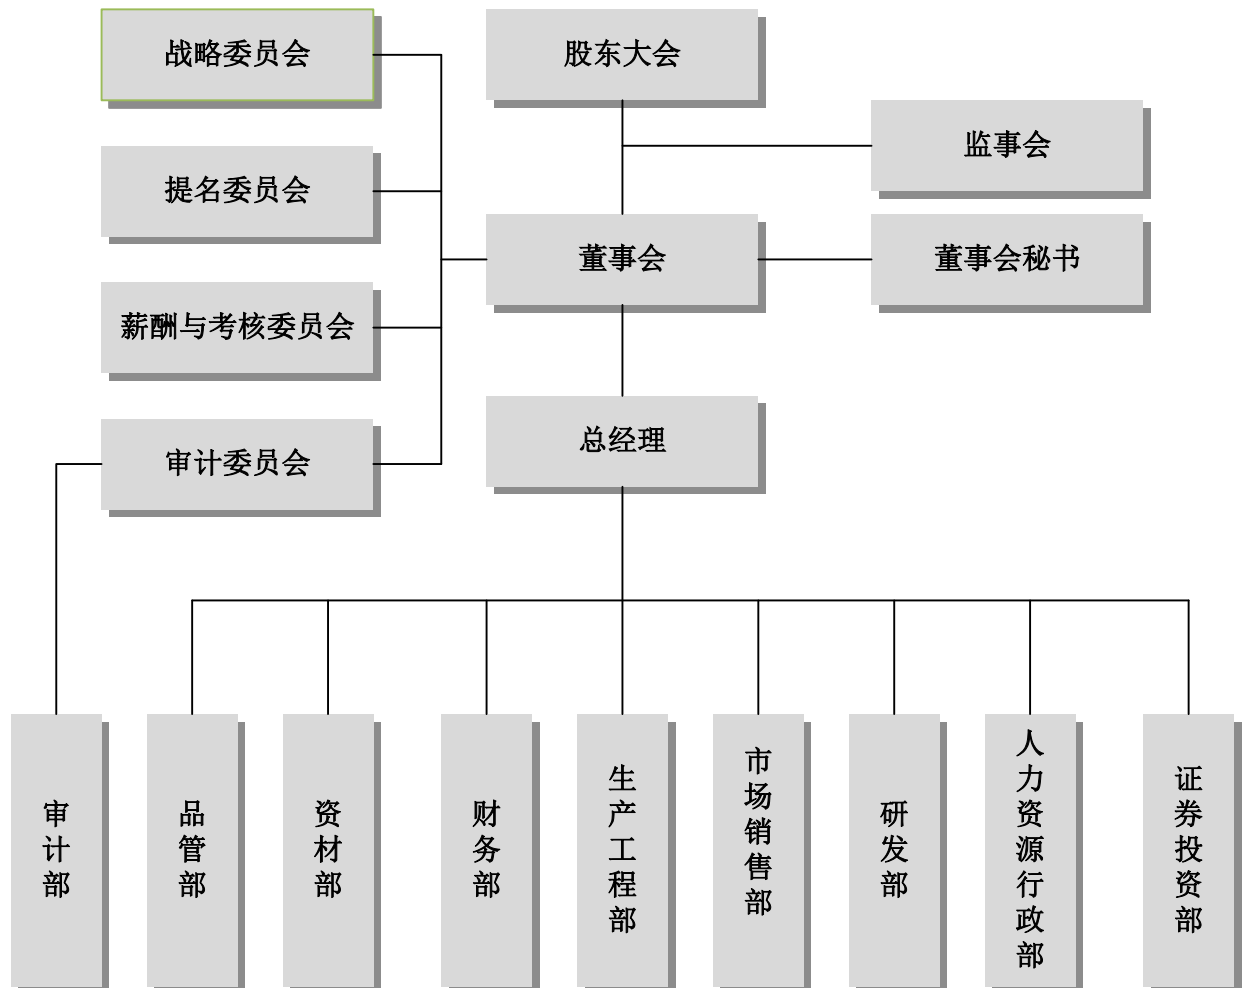 战略委员会
股东大会
监事会
提名委员会
董事会
董事会秘书
薪酬与考核委员会
总经理
审计委员会
审计部
品管部
资材部
财务部
生产工程部
市场销售部
研发部
人力资源行政部
证券投资部